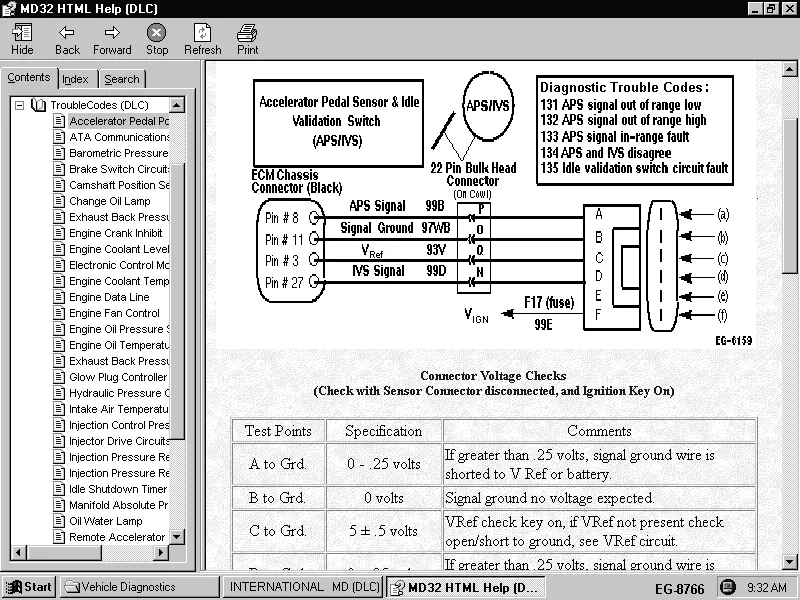 MD32 HTML Help (DLC)
Hide Back Forward Stop Refresh Print
Contents Index Search
TroubleCodes (DLC)
Accelerator Pedal Po
ATA Communications
Barometric Pressure
Brake Switch Circuits
Camshaft Position Se
Change Oil Lamp
Exhaust Back Pressu
Engine Crank Inhibit
Engine Coolant Level
Electronic Control Mo
Engine Coolant Temp
Engine Data Line
Engine Fan Control
Engine Oil Pressure S
Engine Oil Temperatu
Exhaust Back Pressu
Glow Plug Controller
Hydraulic Pressure C
Intake Air Temperatu
Injection Control Pres
Injector Drive Circuits
Injection Pressure Re
Injection Pressure Re
Idle Shutdown Timer
Manifold Absolute Pr
Oil Water Lamp
Remote Accelerator
Accelerator Pedal Sensor & Idle
Validation Switch
(APS/IVS)
APS/IVS
Diagnostic Trouble Codes :
131 APS signal out of range low
132 APS signal out of range high
133 APS signal in-range fault
134 APS and IVS disagree
135 Idle validation switch circuit fault
22 Pin Bulk Head
Connector
(On Cowl)
ECM Chassis
Connector (Black)
Pin # 8 APS Signal 99B P A (a)
Pin # 11 Signal Ground 97WB O B (b)
Pin # 3 VRef 93V Q C (c)
Pin # 27 IVS Signal 99D N D (d)
E (e)
VIGN F17 (fuse) F (f)
99E
EG-6159
Connector Voltage Checks
(Check with Sensor Connector disconnected, and Ignition Key On)
Test Points Specification Comments
A to Grd. 0 - .25 volts If greater than .25 volts, signal ground wire is
shorted to V Ref or battery.
B to Grd. 0 volts Signal ground no voltage expected.
C to Grd. 5 ± .5 volts VRef check key on, if VRef not present check
open/short to ground, see VRef circuit.
If greater than .25 volts, signal ground wire is
Start Vehicle Diagnostics INTERNATIONAL MD (DLC) MD32 HTML Help (D... EG-8766 9:32 AM